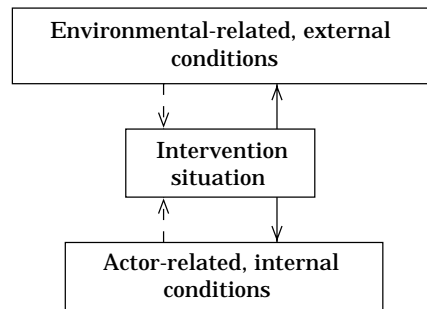 Environmental-related, external
conditions
Intervention
situation
Actor-related, internal
conditions